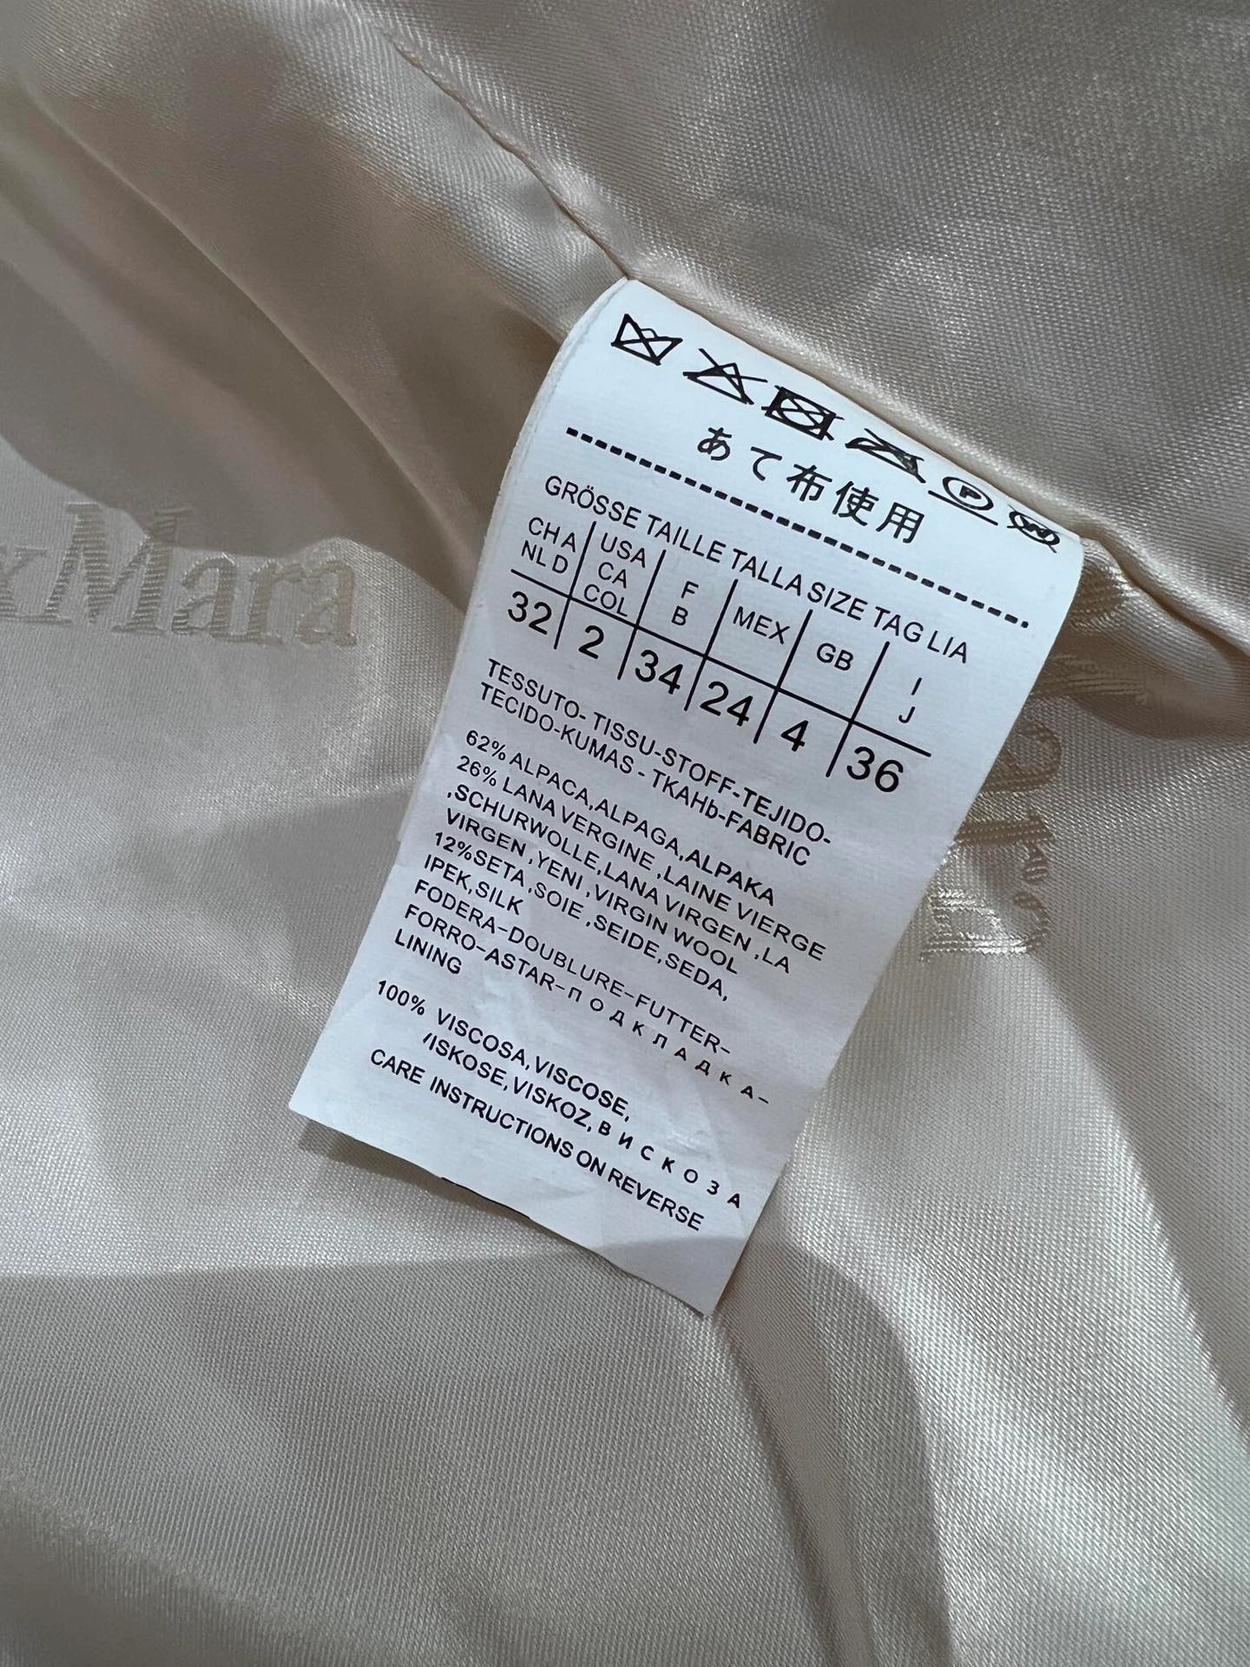 あて布使用
GRÖSSE TAILLE TALLA SIZE TAG LIA
CH A NL D USA CA COL F B MEX GB I J
32 2 34 24 4 36
TESSUTO- TISSU-STOFF-TEJIDO-
TECIDO-KUMAS - TKAHb-FABRIC
62% ALPACA,ALPAGA,ALPAKA
26% LANA VERGINE ,LAINE VIERGE
,SCHURWOLLE,LANA VIRGEN ,LA
VIRGEN ,YENI ,VIRGIN WOOL
12%SETA ,SOIE ,SEIDE,SEDA,
IPEK,SILK
FODERA-DOUBLURE-FUTTER-
FORRO-ASTAR-ПОДКЛАДКА-
LINING
100% VISCOSA,VISCOSE,
VISKOSE,VISKOZ,ВИСКОЗА
CARE INSTRUCTIONS ON REVERSE
xMara